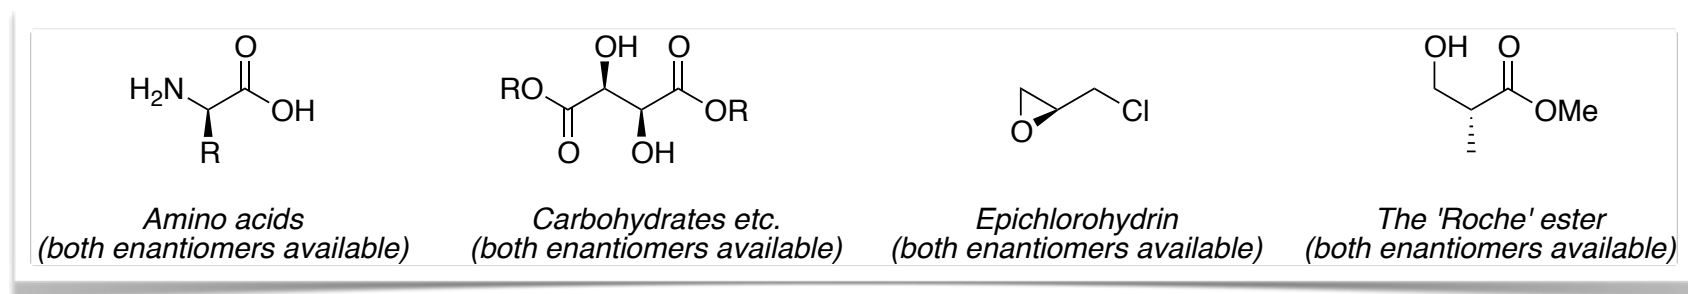 H₂N
O
OH
R
RO
OH
O
O
OH
OR
O
Cl
OH
O
OMe
Amino acids
(both enantiomers available)
Carbohydrates etc.
(both enantiomers available)
Epichlorohydrin
(both enantiomers available)
The 'Roche' ester
(both enantiomers available)